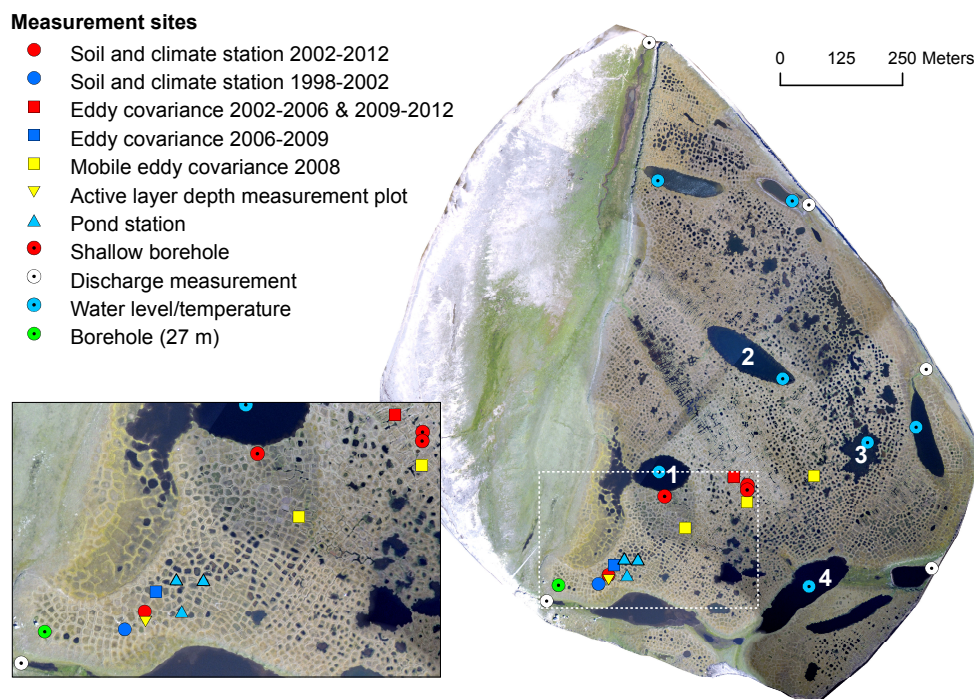 Measurement sites
Soil and climate station 2002-2012
Soil and climate station 1998-2002
Eddy covariance 2002-2006 & 2009-2012
Eddy covariance 2006-2009
Mobile eddy covariance 2008
Active layer depth measurement plot
Pond station
Shallow borehole
Discharge measurement
Water level/temperature
Borehole (27 m)
0 125 250 Meters
2
3
1
4